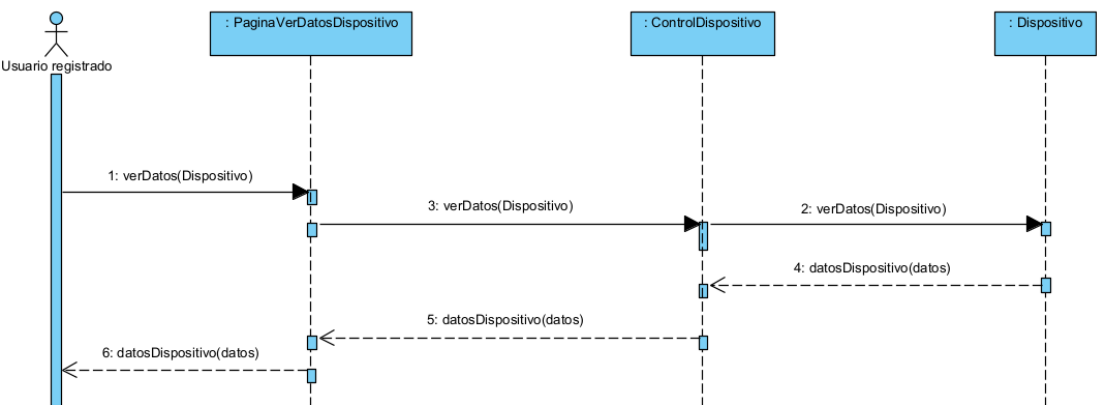 : PaginaVerDatosDispositivo
: ControlDispositivo
: Dispositivo
Usuario registrado
1: verDatos(Dispositivo)
3: verDatos(Dispositivo)
2: verDatos(Dispositivo)
4: datosDispositivo(datos)
5: datosDispositivo(datos)
6: datosDispositivo(datos)